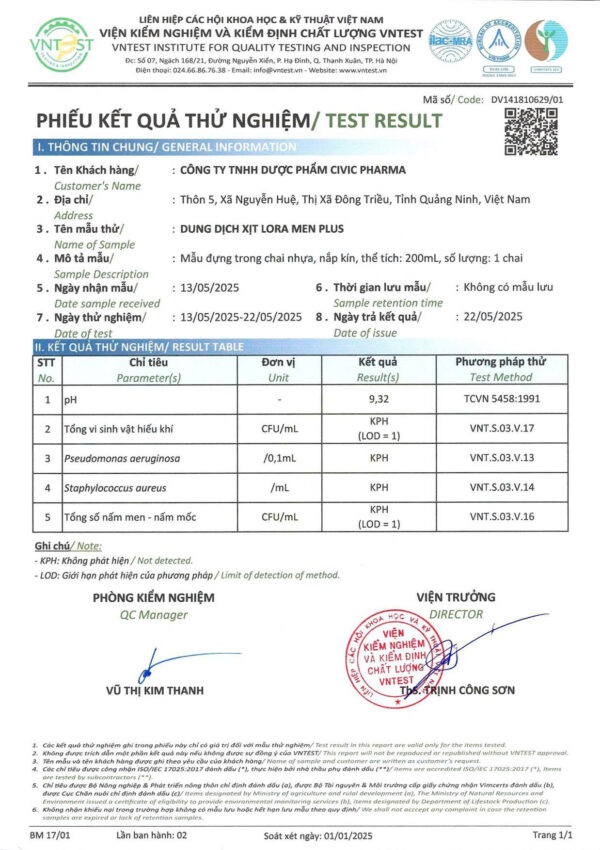 LIÊN HIỆP CÁC HỘI KHOA HỌC & KỸ THUẬT VIỆT NAM
VIỆN KIỂM NGHIỆM VÀ KIỂM ĐỊNH CHẤT LƯỢNG VNTEST
VNTEST INSTITUTE FOR QUALITY TESTING AND INSPECTION
Đc: Số 07, Ngách 168/21, Đường Nguyễn Xiển, P. Hạ Đình, Q. Thanh Xuân, TP. Hà Nội
Điện thoại: 024.66.86.76.38 - Email: info@vntest.vn - Website: www.vntest.vn
VNTEST
ilac-MRA
Mã số/ Code: DV141810629/01
PHIẾU KẾT QUẢ THỬ NGHIỆM/ TEST RESULT
I. THÔNG TIN CHUNG/ GENERAL INFORMATION
1 . Tên Khách hàng/ : CÔNG TY TNHH DƯỢC PHẨM CIVIC PHARMA
Customer's Name
2 . Địa chỉ/ : Thôn 5, Xã Nguyễn Huệ, Thị Xã Đông Triều, Tỉnh Quảng Ninh, Việt Nam
Address
3 . Tên mẫu thử/ : DUNG DỊCH XỊT LORA MEN PLUS
Name of Sample
4 . Mô tả mẫu/ : Mẫu đựng trong chai nhựa, nắp kín, thể tích: 200mL, số lượng: 1 chai
Sample Description
5 . Ngày nhận mẫu/ : 13/05/2025 6 . Thời gian lưu mẫu/ : Không có mẫu lưu
Date sample received Sample retention time
7 . Ngày thử nghiệm/ : 13/05/2025-22/05/2025 8 . Ngày trả kết quả/ : 22/05/2025
Date of test Date of issue
II. KẾT QUẢ THỬ NGHIỆM/ RESULT TABLE
STT Chỉ tiêu Đơn vị Kết quả Phương pháp thử
No. Parameter(s) Unit Result(s) Test Method
1 pH - 9,32 TCVN 5458:1991
2 Tổng vi sinh vật hiếu khí CFU/mL KPH (LOD = 1) VNT.S.03.V.17
3 Pseudomonas aeruginosa /0,1mL KPH VNT.S.03.V.13
4 Staphylococcus aureus /mL KPH VNT.S.03.V.14
5 Tổng số nấm men - nấm mốc CFU/mL KPH (LOD = 1) VNT.S.03.V.16
Ghi chú/ Note:
- KPH: Không phát hiện / Not detected.
- LOD: Giới hạn phát hiện của phương pháp / Limit of detection of method.
PHÒNG KIỂM NGHIỆM VIỆN TRƯỞNG
QC Manager DIRECTOR
VIỆN
KIỂM NGHIỆM
VÀ KIỂM ĐỊNH
CHẤT LƯỢNG
VNTEST
VŨ THỊ KIM THANH ThS. TRỊNH CÔNG SƠN
1. Các kết quả thử nghiệm ghi trong phiếu này chỉ có giá trị đối với mẫu thử nghiệm/ Test result in this report are valid only for the items tested.
2. Không được trích dẫn một phần kết quả này nếu không được sự đồng ý của VNTEST/ This report will not be repoduced or republished without VNTEST approval.
3. Tên mẫu và tên khách hàng được ghi theo yêu cầu của khách hàng/ Name of sample and customer are written as customer's request.
4. Các chỉ tiêu được công nhận ISO/IEC 17025:2017 đánh dấu (*), thực hiện bởi nhà thầu phụ đánh dấu (**)/ Items are accredited ISO/IEC 17025:2017 (*), Items
are tested by subcontractors (**).
5. Chỉ tiêu được Bộ Nông nghiệp & Phát triển nông thôn chỉ định đánh dấu (a), được Bộ Tài nguyên & Môi trường cấp giấy chứng nhận Vimcerts đánh dấu (b),
được Cục Chăn nuôi chỉ định đánh dấu (c)/ Items designated by Ministry of agriculture and rural development (a), The Ministry of Natural Resources and
Environment issued a certificate of eligibility to provide environmental monitoring services (b), Items designated by Department of Livestock Production (c).
6. Không nhận khiếu nại trong trường hợp không có mẫu lưu hoặc hết hạn lưu mẫu theo quy định/ We shall not acccept any complaint in case the retention
samples are expired or lack of retention samples.
BM 17/01 Lần ban hành: 02 Soát xét ngày: 01/01/2025 Trang 1/1